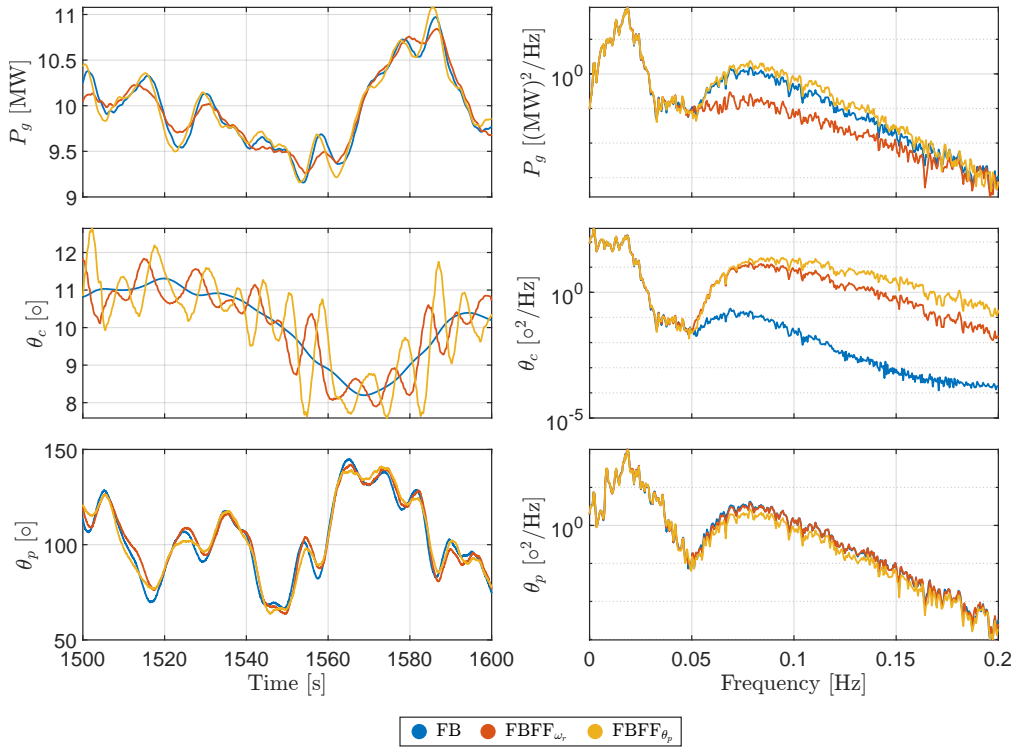 11
10.5
10
9.5
9
P_g [MW]
10^0
P_g [(MW)^2/Hz]
12
11
10
9
8
θ_c [∘]
10^0
10^-5
θ_c [∘^2/Hz]
150
100
50
θ_p [∘]
1500 1520 1540 1560 1580 1600
Time [s]
10^0
θ_p [∘^2/Hz]
0 0.05 0.1 0.15 0.2
Frequency [Hz]
FB FBFF_ω_r FBFF_θ_p